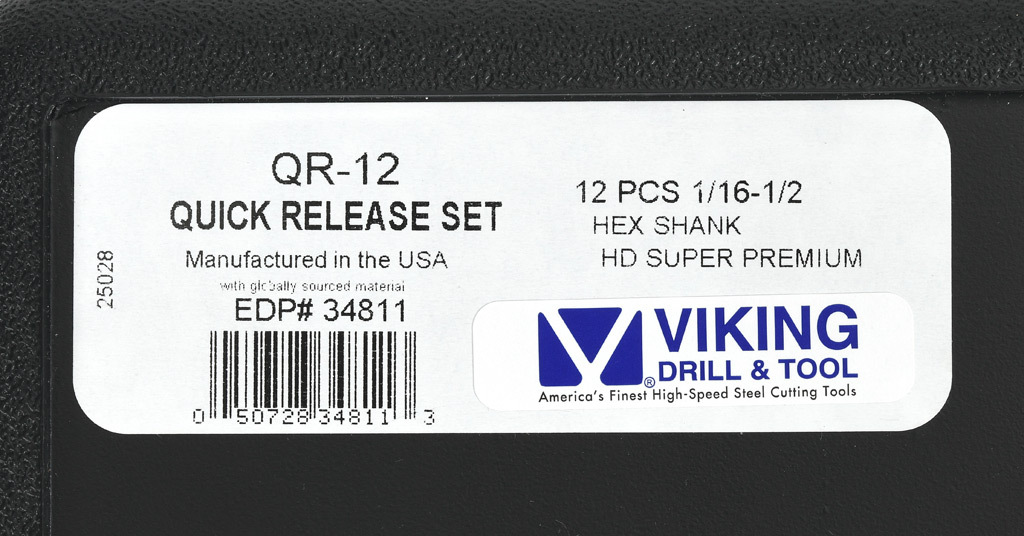 QR-12
QUICK RELEASE SET
Manufactured in the USA
with globally sourced material
EDP# 34811
0 50728 34811 3
25028
12 PCS 1/16-1/2
HEX SHANK
HD SUPER PREMIUM
VIKING
DRILL & TOOL
®
America's Finest High-Speed Steel Cutting Tools